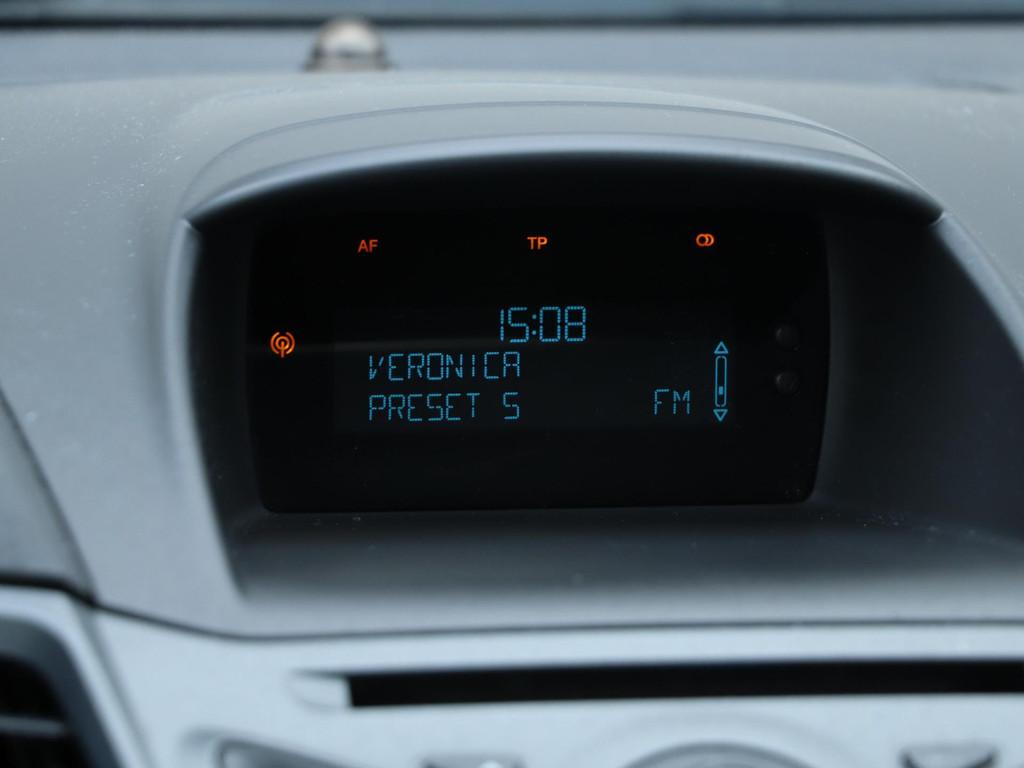 AF TP
15:08
VERONICA
PRESET 5 FM